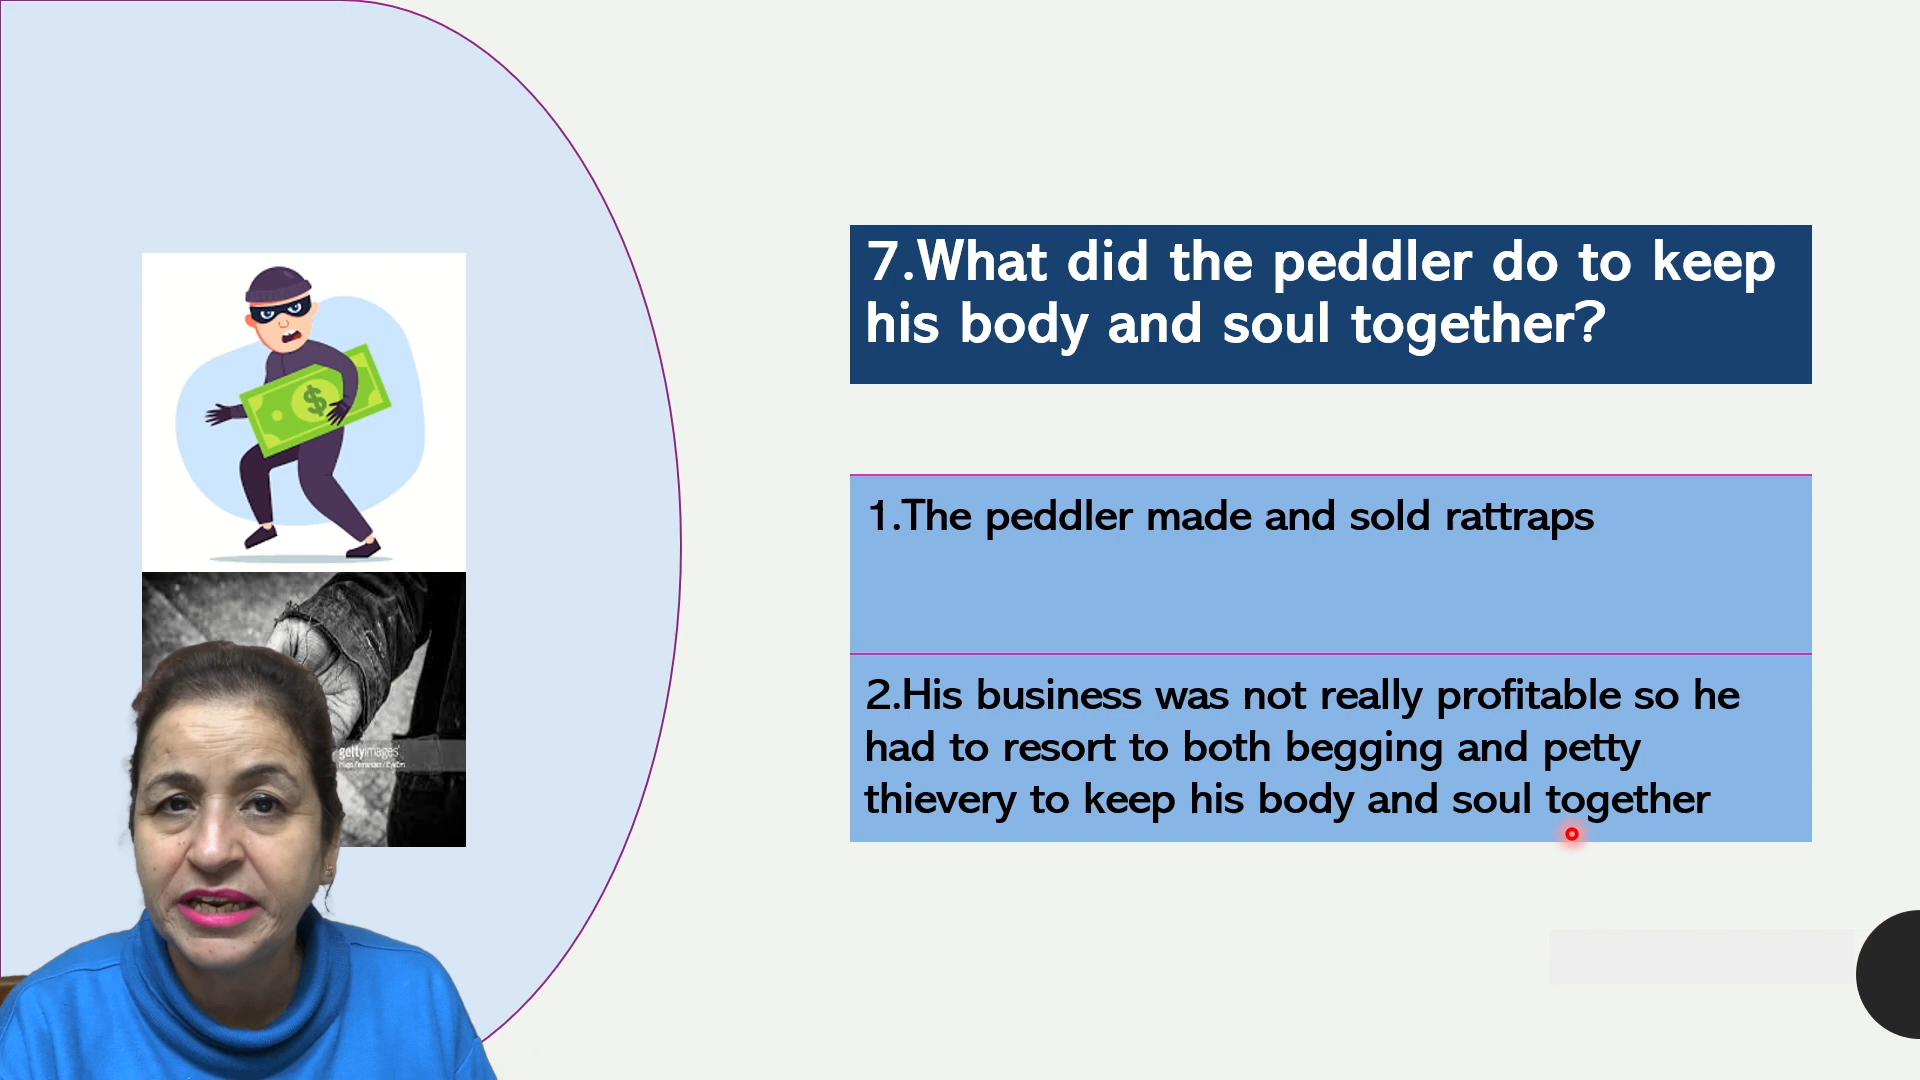 7.What did the peddler do to keep
his body and soul together?
1.The peddler made and sold rattraps
2.His business was not really profitable so he
had to resort to both begging and petty
thievery to keep his body and soul together
gettyimages